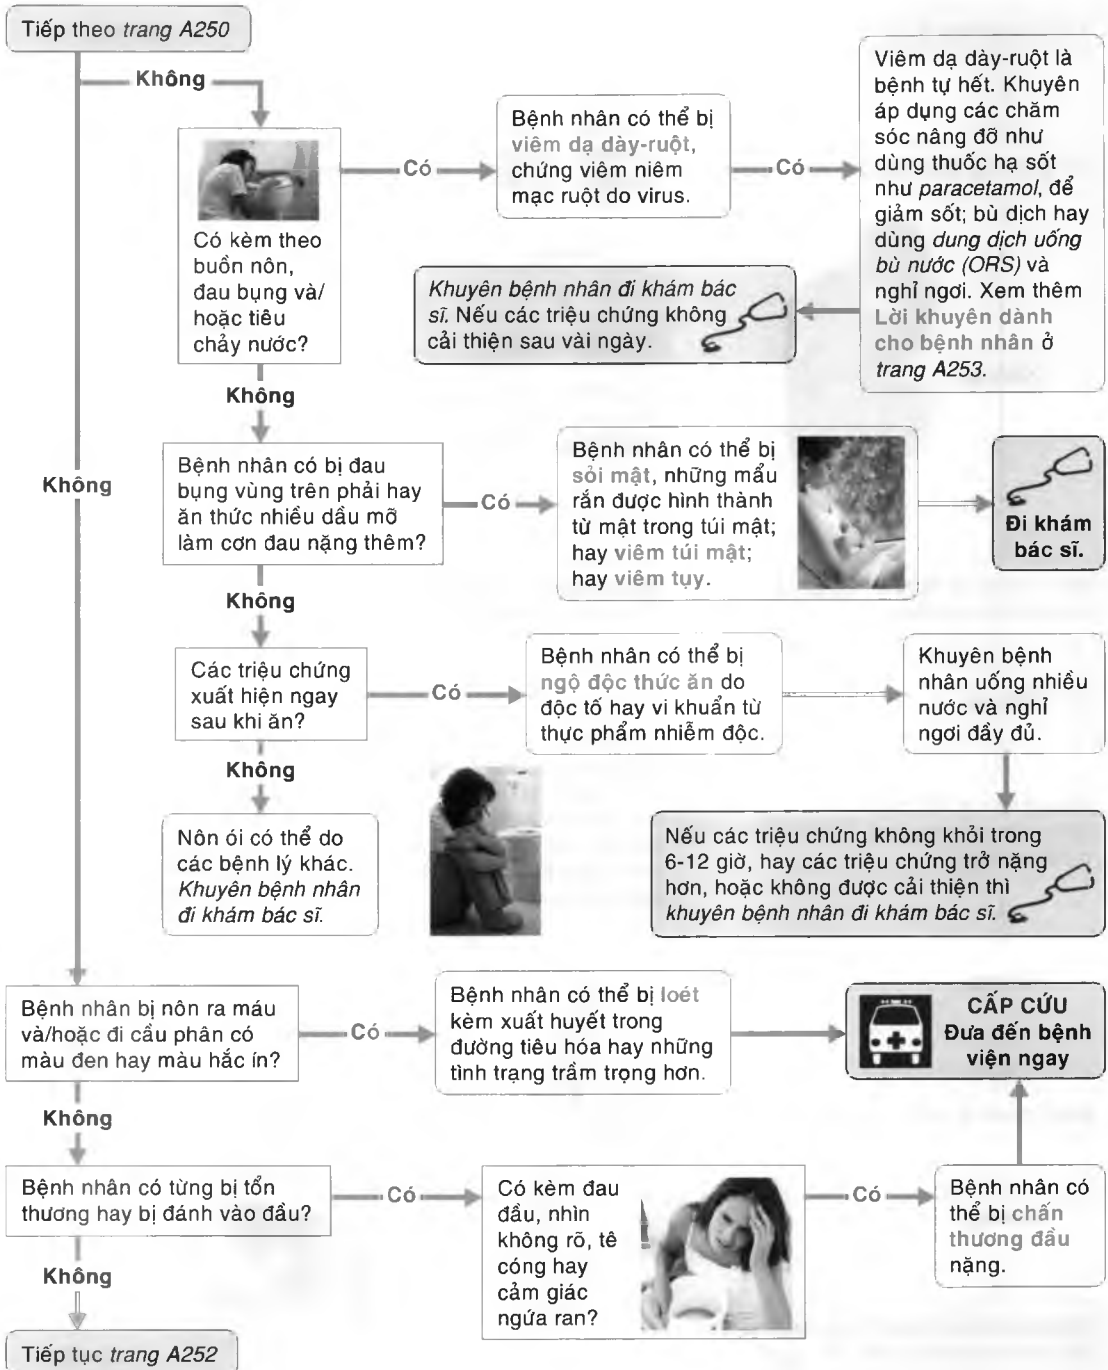 Tiếp theo trang A250
Không
Có kèm theo
buồn nôn,
đau bụng và/
hoặc tiêu
chảy nước?
Có
Bệnh nhân có thể bị
viêm dạ dày-ruột,
chứng viêm niêm
mạc ruột do virus.
Có
Viêm dạ dày-ruột là
bệnh tự hết. Khuyên
áp dụng các chăm
sóc nâng đỡ như
dùng thuốc hạ sốt
như paracetamol, để
giảm sốt; bù dịch hay
dùng dung dịch uống
bù nước (ORS) và
nghỉ ngơi. Xem thêm
Lời khuyên dành
cho bệnh nhân ở
trang A253.
Khuyên bệnh nhân đi khám bác
sĩ. Nếu các triệu chứng không
cải thiện sau vài ngày.
Không
Không
Bệnh nhân có bị đau
bụng vùng trên phải hay
ăn thức nhiều dầu mỡ
làm cơn đau nặng thêm?
Có
Bệnh nhân có thể bị
sỏi mật, những mẩu
rắn được hình thành
từ mật trong túi mật;
hay viêm túi mật;
hay viêm tụy.
Đi khám
bác sĩ.
Không
Các triệu chứng
xuất hiện ngay
sau khi ăn?
Có
Bệnh nhân có thể bị
ngộ độc thức ăn do
độc tố hay vi khuẩn từ
thực phẩm nhiễm độc.
Khuyên bệnh
nhân uống nhiều
nước và nghỉ
ngơi đầy đủ.
Không
Nôn ói có thể do
các bệnh lý khác.
Khuyên bệnh nhân
đi khám bác sĩ.
Nếu các triệu chứng không khỏi trong
6-12 giờ, hay các triệu chứng trở nặng
hơn, hoặc không được cải thiện thì
khuyên bệnh nhân đi khám bác sĩ.
Bệnh nhân bị nôn ra máu
và/hoặc đi cầu phân có
màu đen hay màu hắc ín?
Có
Bệnh nhân có thể bị loét
kèm xuất huyết trong
đường tiêu hóa hay những
tình trạng trầm trọng hơn.
CẤP CỨU
Đưa đến bệnh
viện ngay
Không
Bệnh nhân có từng bị tổn
thương hay bị đánh vào đầu?
Có
Có kèm đau
đầu, nhìn
không rõ, tê
cóng hay
cảm giác
ngứa ran?
Có
Bệnh nhân có
thể bị chấn
thương đầu
nặng.
Không
Tiếp tục trang A252